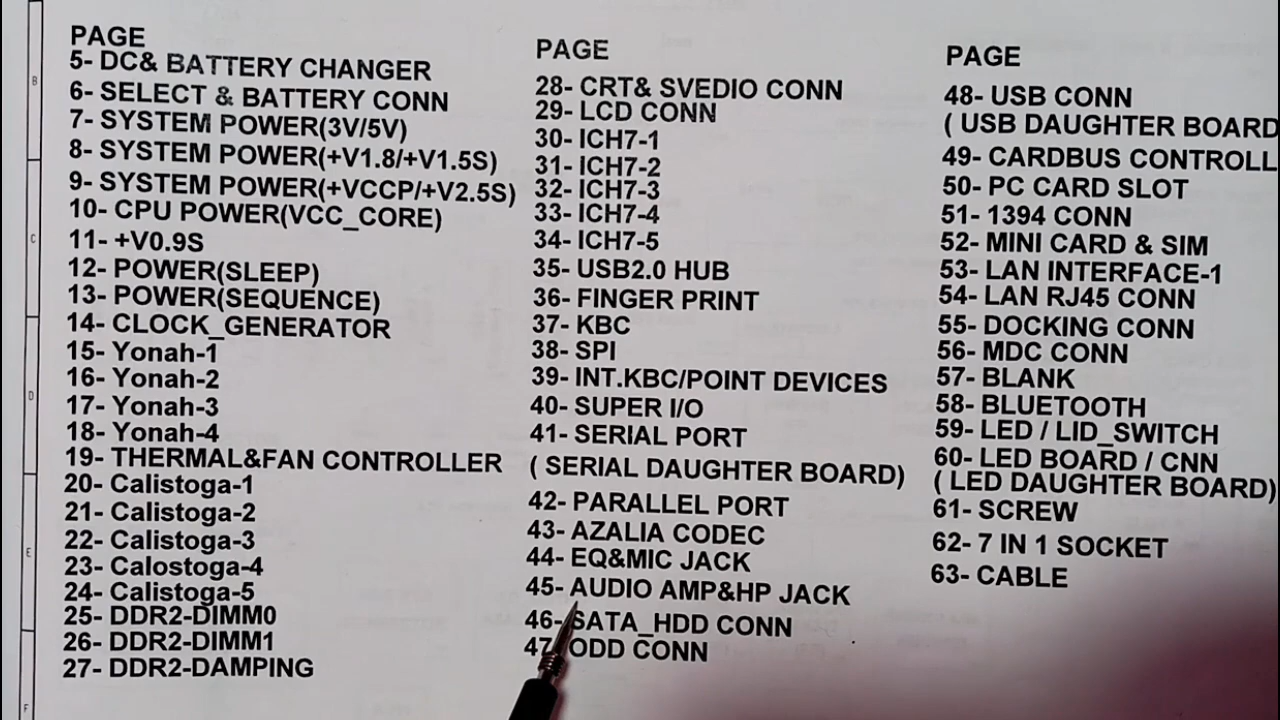 PAGE
5- DC& BATTERY CHANGER
6- SELECT & BATTERY CONN
7- SYSTEM POWER(3V/5V)
8- SYSTEM POWER(+V1.8/+V1.5S)
9- SYSTEM POWER(+VCCP/+V2.5S)
10- CPU POWER(VCC_CORE)
11- +V0.9S
12- POWER(SLEEP)
13- POWER(SEQUENCE)
14- CLOCK_GENERATOR
15- Yonah-1
16- Yonah-2
17- Yonah-3
18- Yonah-4
19- THERMAL&FAN CONTROLLER
20- Calistoga-1
21- Calistoga-2
22- Calistoga-3
23- Calostoga-4
24- Calistoga-5
25- DDR2-DIMM0
26- DDR2-DIMM1
27- DDR2-DAMPING
PAGE
28- CRT& SVEDIO CONN
29- LCD CONN
30- ICH7-1
31- ICH7-2
32- ICH7-3
33- ICH7-4
34- ICH7-5
35- USB2.0 HUB
36- FINGER PRINT
37- KBC
38- SPI
39- INT.KBC/POINT DEVICES
40- SUPER I/O
41- SERIAL PORT
( SERIAL DAUGHTER BOARD)
42- PARALLEL PORT
43- AZALIA CODEC
44- EQ&MIC JACK
45- AUDIO AMP&HP JACK
46- SATA_HDD CONN
47- ODD CONN
PAGE
48- USB CONN
( USB DAUGHTER BOARD
49- CARDBUS CONTROLL
50- PC CARD SLOT
51- 1394 CONN
52- MINI CARD & SIM
53- LAN INTERFACE-1
54- LAN RJ45 CONN
55- DOCKING CONN
56- MDC CONN
57- BLANK
58- BLUETOOTH
59- LED / LID_SWITCH
60- LED BOARD / CNN
( LED DAUGHTER BOARD)
61- SCREW
62- 7 IN 1 SOCKET
63- CABLE
B
C
D
E
F